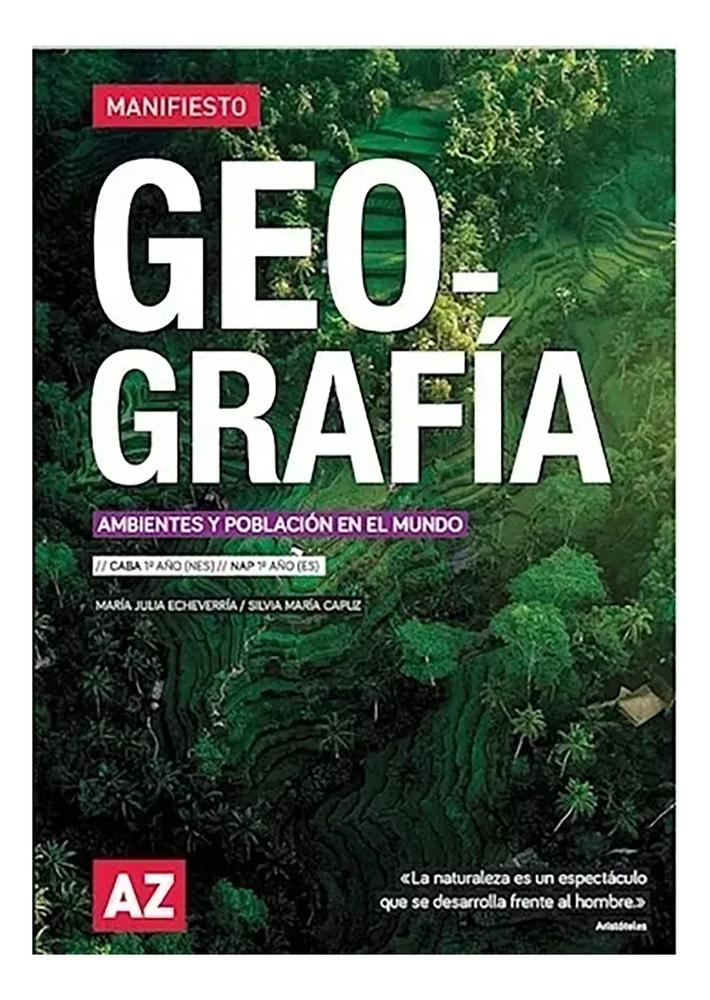 MANIFIESTO
GEO-
GRAFÍA
AMBIENTES Y POBLACIÓN EN EL MUNDO
// CABA 1º AÑO (NES) // NAP 1º AÑO (ES)
MARÍA JULIA ECHEVERRÍA / SILVIA MARÍA CAPUZ
AZ
«La naturaleza es un espectáculo
que se desarrolla frente al hombre.»
Aristóteles